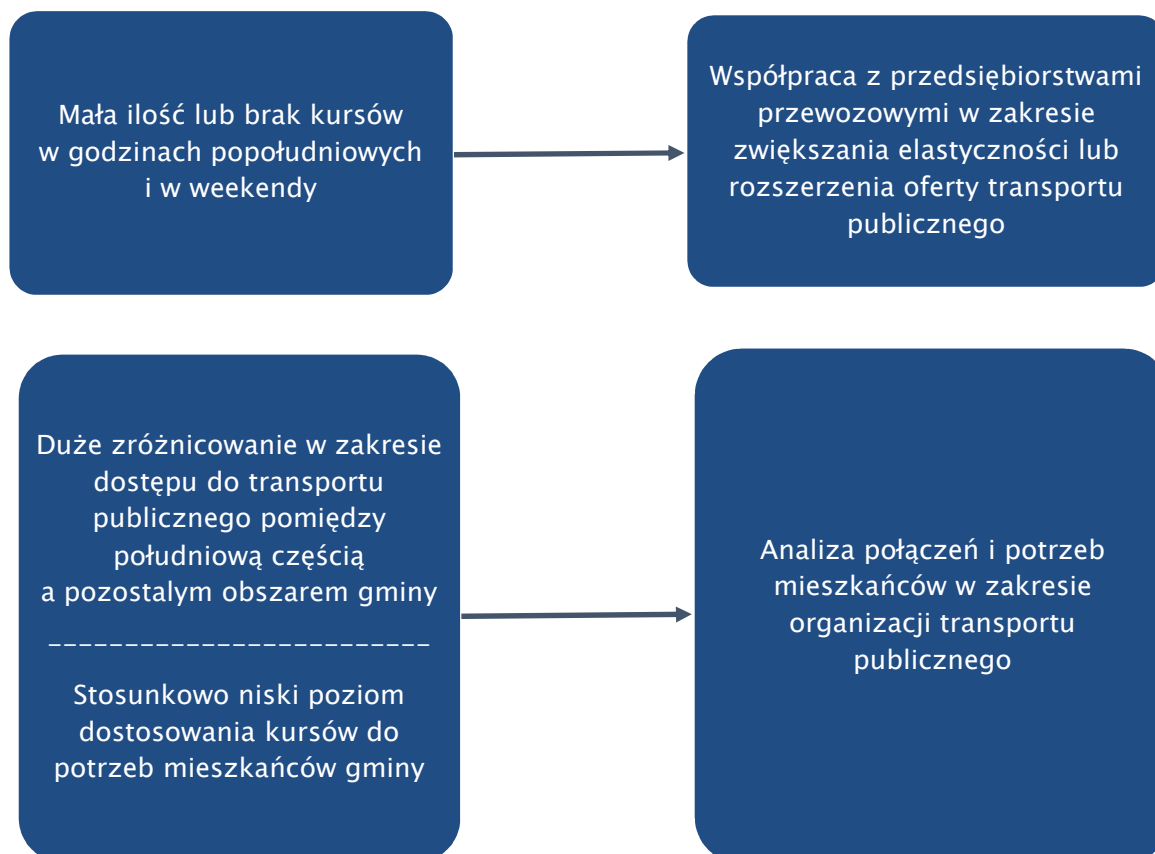 Mała ilość lub brak kursów
w godzinach popołudniowych
i w weekendy
Współpraca z przedsiębiorstwami
przewozowymi w zakresie
zwiększania elastyczności lub
rozszerzenia oferty transportu
publicznego
Duże zróżnicowanie w zakresie
dostępu do transportu
publicznego pomiędzy
południową częścią
a pozostalym obszarem gminy
_________________________
Stosunkowo niski poziom
dostosowania kursów do
potrzeb mieszkańców gminy
Analiza połączeń i potrzeb
mieszkańców w zakresie
organizacji transportu
publicznego